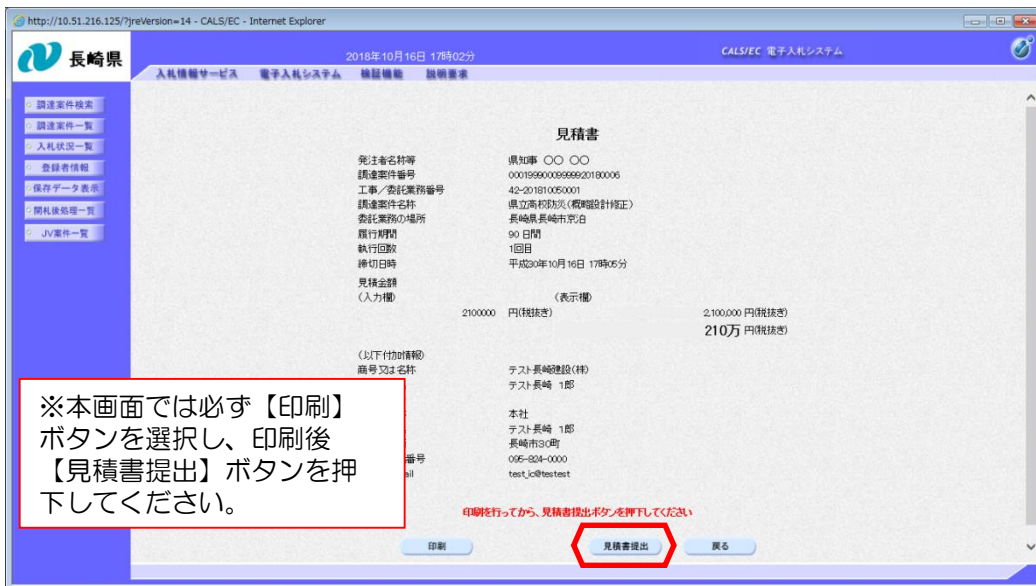 http://10.51.216.125/?jreVersion=14 - CALS/EC - Internet Explorer
長崎県
2018年10月16日 17時02分
CALS/EC 電子入札システム
入札情報サービス 電子入札システム 検証機能 説明要求
調達案件検索
調達案件一覧
入札状況一覧
登録者情報
保存データ表示
開札後処理一覧
JV案件一覧
見積書
発注者名称等 県知事 ○○ ○○
調達案件番号 00019990009999920180006
工事/委託業務番号 42-201810050001
調達案件名称 県立高校防災(概略設計修正)
委託業務の場所 長崎県長崎市京泊
履行期間 90 日間
執行回数 1回目
締切日時 平成30年10月16日 17時05分
見積金額
(入力欄) (表示欄)
2100000 円(税抜き) 2,100,000 円(税抜き)
210万 円(税抜き)
(以下付加情報)
商号又は名称 テスト長崎建設(株)
テスト長崎 1郎
本社
テスト長崎 1郎
長崎市30町
番号 095-824-0000
ail test_ic@testest
※本画面では必ず【印刷】
ボタンを選択し、印刷後
【見積書提出】ボタンを押
下してください。
印刷を行ってから、見積書提出ボタンを押下してください
印刷 見積書提出 戻る